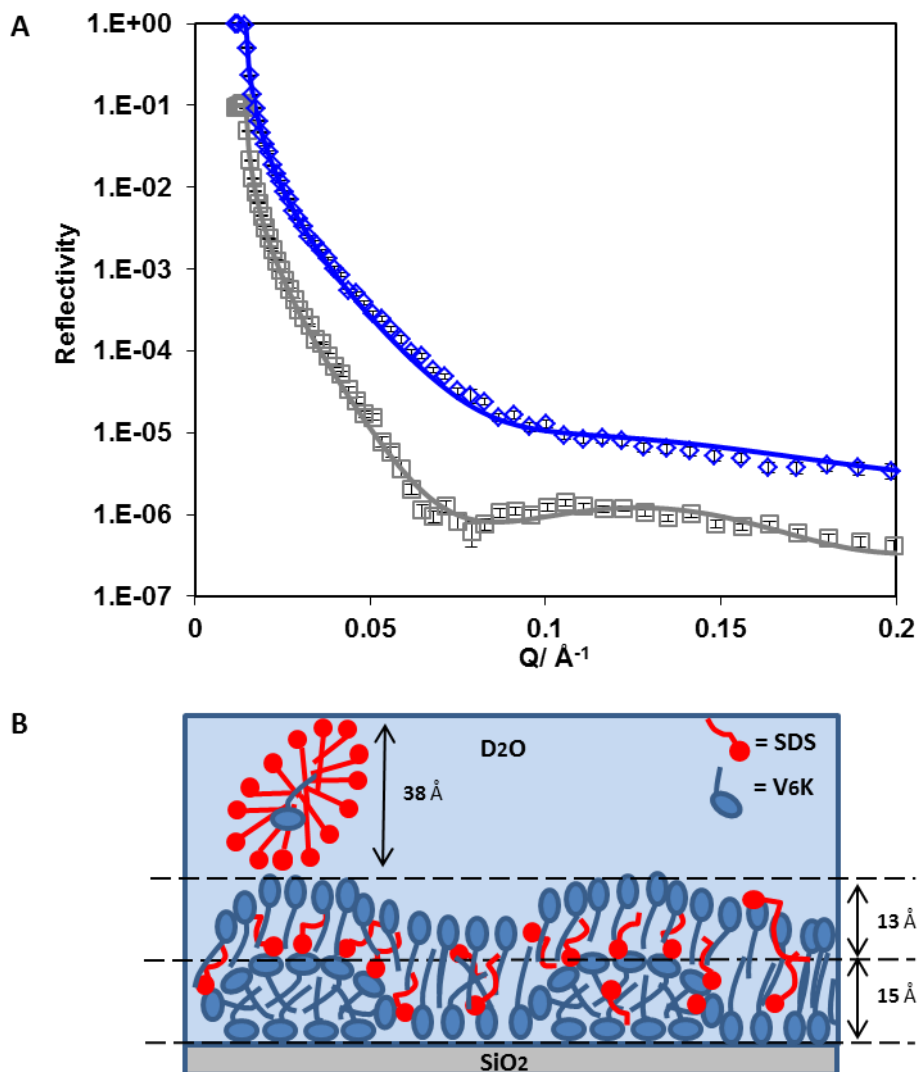 A
1.E+00
1.E-01
1.E-02
1.E-03
1.E-04
1.E-05
1.E-06
1.E-07
Reflectivity
0 0.05 0.1 0.15 0.2
Q/ Å⁻¹
B
D2O
= SDS
= V6K
38 Å
13 Å
15 Å
SiO₂